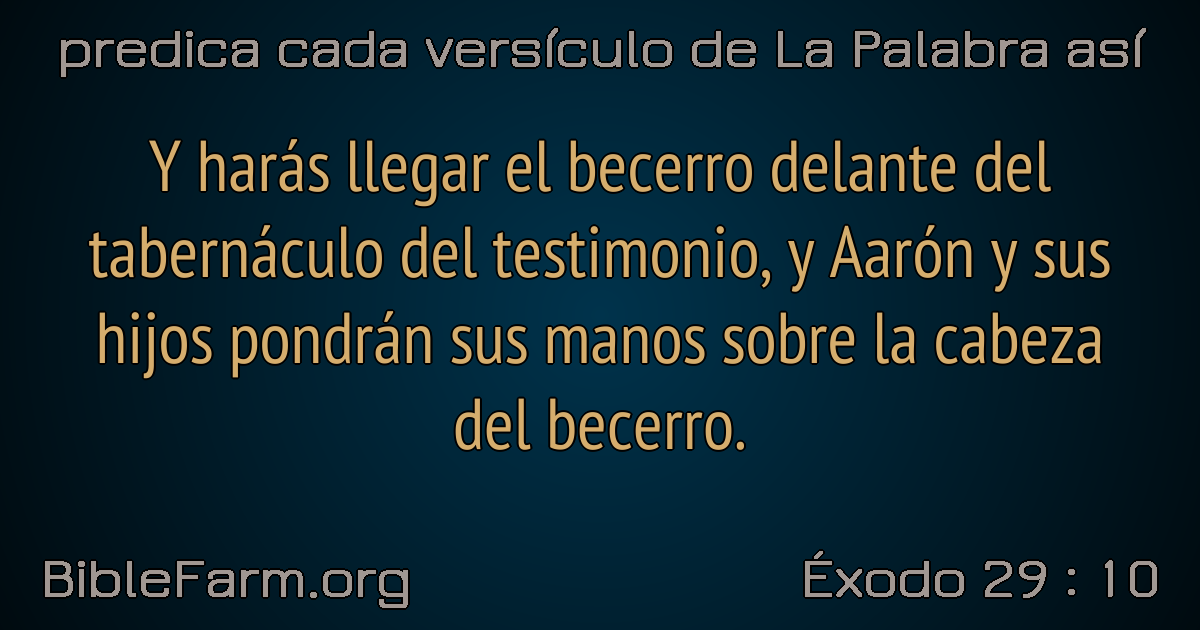 predica cada versículo de La Palabra así
Y harás llegar el becerro delante del
tabernáculo del testimonio, y Aarón y sus
hijos pondrán sus manos sobre la cabeza
del becerro.
BibleFarm.org
Éxodo 29 : 10